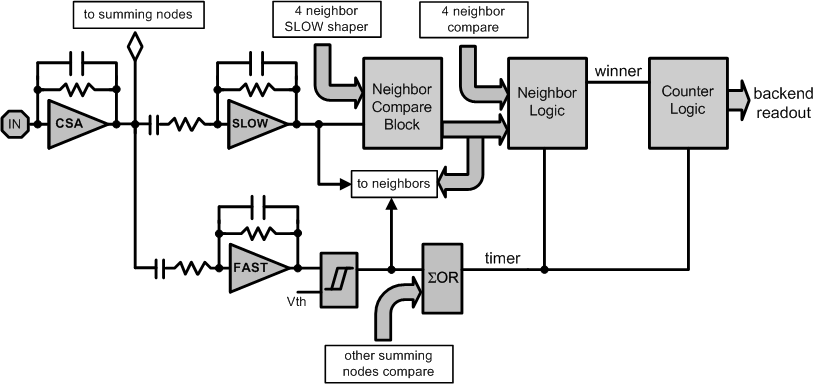 to summing nodes
4 neighbor
SLOW shaper
4 neighbor
compare
IN
CSA
SLOW
Neighbor
Compare
Block
Neighbor
Logic
winner
Counter
Logic
backend
readout
to neighbors
FAST
Vth
ΣOR
timer
other summing
nodes compare